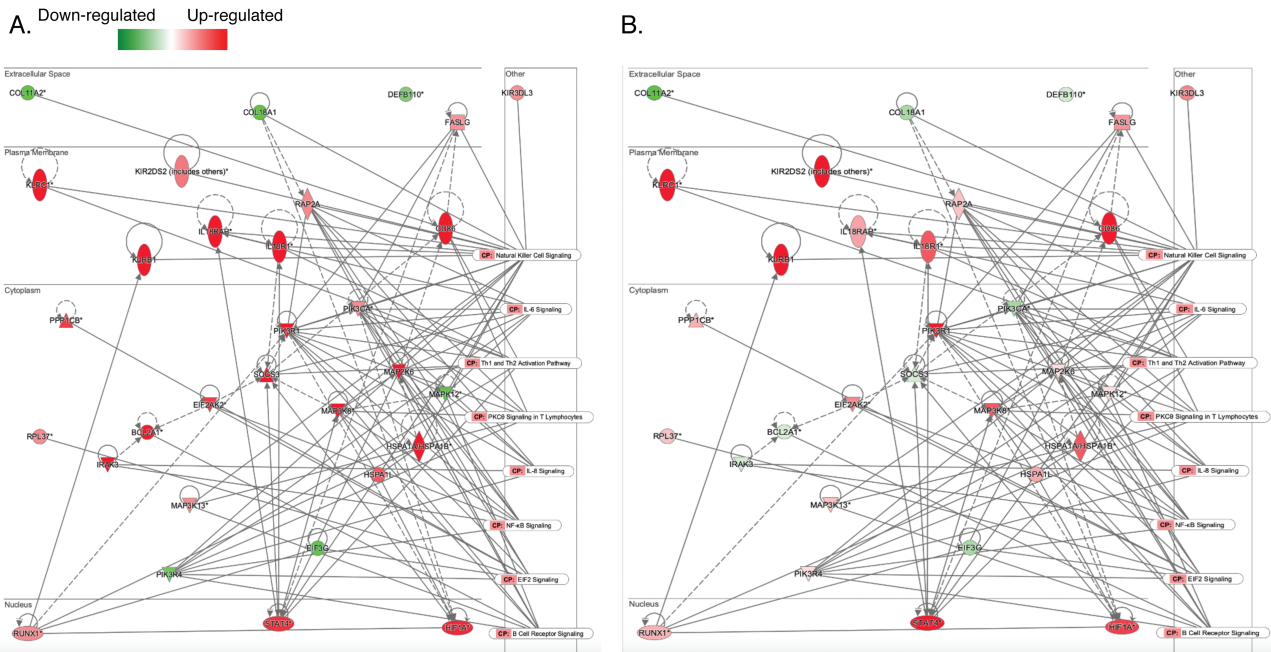 A.
Down-regulated Up-regulated
Extracellular Space
Other
COL11A2*
DEFB110*
KIR3DL3
COL18A1
FASLG
Plasma Membrane
KIR2DS2 (includes others)*
KLRC1*
RAP2A
IL18RAP*
CD86
IL18R1*
KLRB1
CP: Natural Killer Cell Signaling
Cytoplasm
PIK3CA*
CP: IL-6 Signaling
PPP1CB*
PIK3R1
CP: Th1 and Th2 Activation Pathway
SOCS3
MAP2K6
MAPK12*
EIF2AK2*
MAP3K8*
CP: PKCθ Signaling in T Lymphocytes
BCL2A1*
RPL37*
HSPA1A/HSPA1B*
IRAK3
CP: IL-8 Signaling
HSPA1L
MAP3K13*
CP: NF-κB Signaling
EIF3G
PIK3R4
CP: EIF2 Signaling
Nucleus
STAT4*
RUNX1*
HIF1A*
CP: B Cell Receptor Signaling
B.
Extracellular Space
Other
COL11A2*
DEFB110*
KIR3DL3
COL18A1
FASLG
Plasma Membrane
KIR2DS2 (includes others)*
KLRC1*
RAP2A
IL18RAP*
CD86
IL18R1*
KLRB1
CP: Natural Killer Cell Signaling
Cytoplasm
PIK3CA*
CP: IL-6 Signaling
PPP1CB*
PIK3R1
CP: Th1 and Th2 Activation Pathway
SOCS3
MAP2K6
MAPK12*
EIF2AK2*
MAP3K8*
CP: PKCθ Signaling in T Lymphocytes
BCL2A1*
RPL37*
HSPA1A/HSPA1B*
IRAK3
CP: IL-8 Signaling
HSPA1L
MAP3K13*
CP: NF-κB Signaling
EIF3G
PIK3R4
CP: EIF2 Signaling
Nucleus
STAT4*
RUNX1*
HIF1A*
CP: B Cell Receptor Signaling